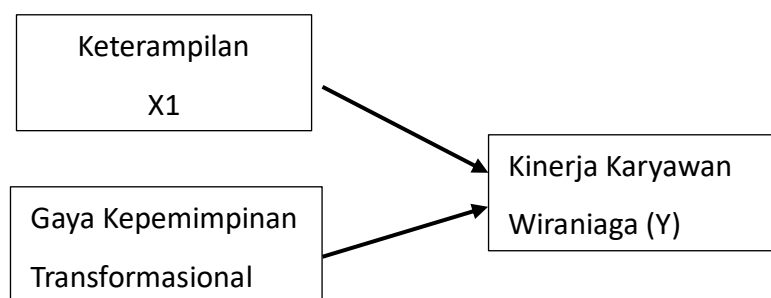 Keterampilan
X1
Gaya Kepemimpinan
Transformasional
Kinerja Karyawan
Wiraniaga (Y)